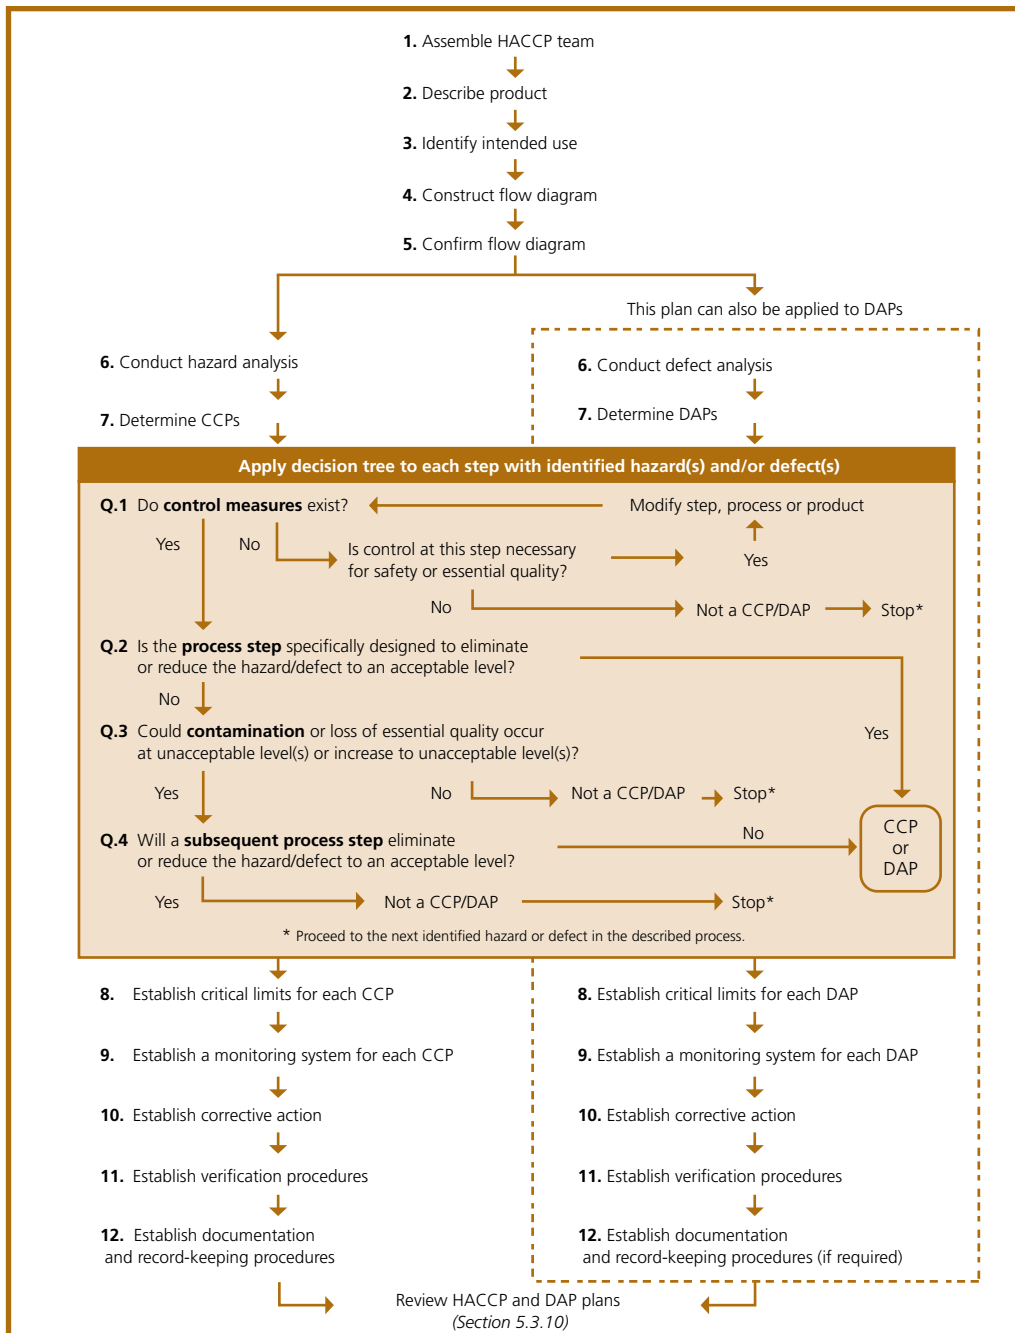 1. Assemble HACCP team
2. Describe product
3. Identify intended use
4. Construct flow diagram
5. Confirm flow diagram
This plan can also be applied to DAPs
6. Conduct hazard analysis
7. Determine CCPs
6. Conduct defect analysis
7. Determine DAPs
Apply decision tree to each step with identified hazard(s) and/or defect(s)
Q.1 Do control measures exist?
Modify step, process or product
Yes
No
Is control at this step necessary
for safety or essential quality?
Yes
No
Not a CCP/DAP
Stop*
Q.2 Is the process step specifically designed to eliminate
or reduce the hazard/defect to an acceptable level?
No
Yes
Q.3 Could contamination or loss of essential quality occur
at unacceptable level(s) or increase to unacceptable level(s)?
Yes
No
Not a CCP/DAP
Stop*
Q.4 Will a subsequent process step eliminate
or reduce the hazard/defect to an acceptable level?
No
CCP
or
DAP
Yes
Not a CCP/DAP
Stop*
* Proceed to the next identified hazard or defect in the described process.
8. Establish critical limits for each CCP
9. Establish a monitoring system for each CCP
10. Establish corrective action
11. Establish verification procedures
12. Establish documentation
and record-keeping procedures
8. Establish critical limits for each DAP
9. Establish a monitoring system for each DAP
10. Establish corrective action
11. Establish verification procedures
12. Establish documentation
and record-keeping procedures (if required)
Review HACCP and DAP plans
(Section 5.3.10)